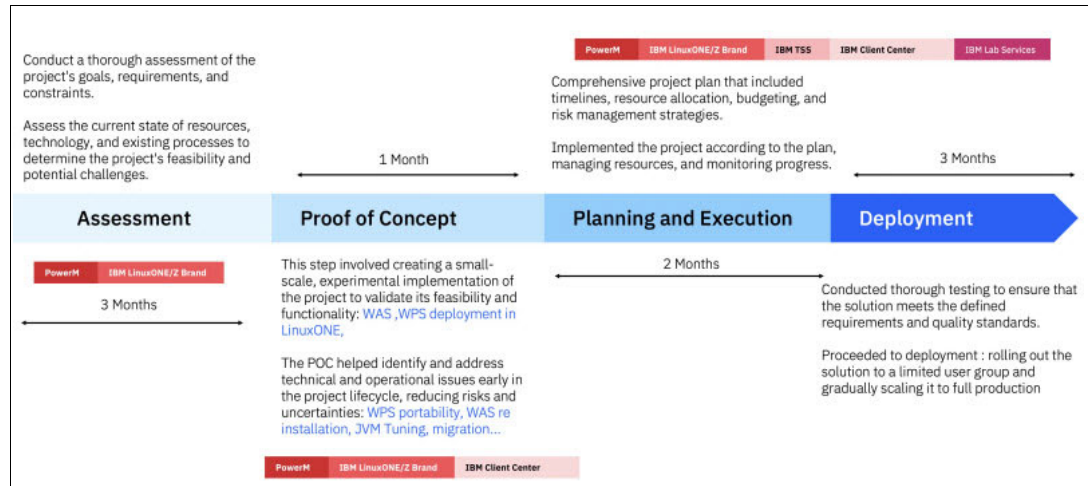 Conduct a thorough assessment of the
project's goals, requirements, and
constraints.
Assess the current state of resources,
technology, and existing processes to
determine the project's feasibility and
potential challenges.
1 Month
PowerM
IBM LinuxONE/Z Brand
IBM TSS
IBM Client Center
IBM Lab Services
Comprehensive project plan that included
timelines, resource allocation, budgeting, and
risk management strategies.
Implemented the project according to the plan,
managing resources, and monitoring progress.
3 Months
Assessment
Proof of Concept
Planning and Execution
Deployment
PowerM
IBM LinuxONE/Z Brand
3 Months
This step involved creating a small-
scale, experimental implementation of
the project to validate its feasibility and
functionality: WAS ,WPS deployment in
LinuxONE,
The POC helped identify and address
technical and operational issues early in
the project lifecycle, reducing risks and
uncertainties: WPS portability, WAS re
installation, JVM Tuning, migration...
PowerM
IBM LinuxONE/Z Brand
IBM Client Center
2 Months
Conducted thorough testing to ensure that
the solution meets the defined
requirements and quality standards.
Proceeded to deployment : rolling out the
solution to a limited user group and
gradually scaling it to full production